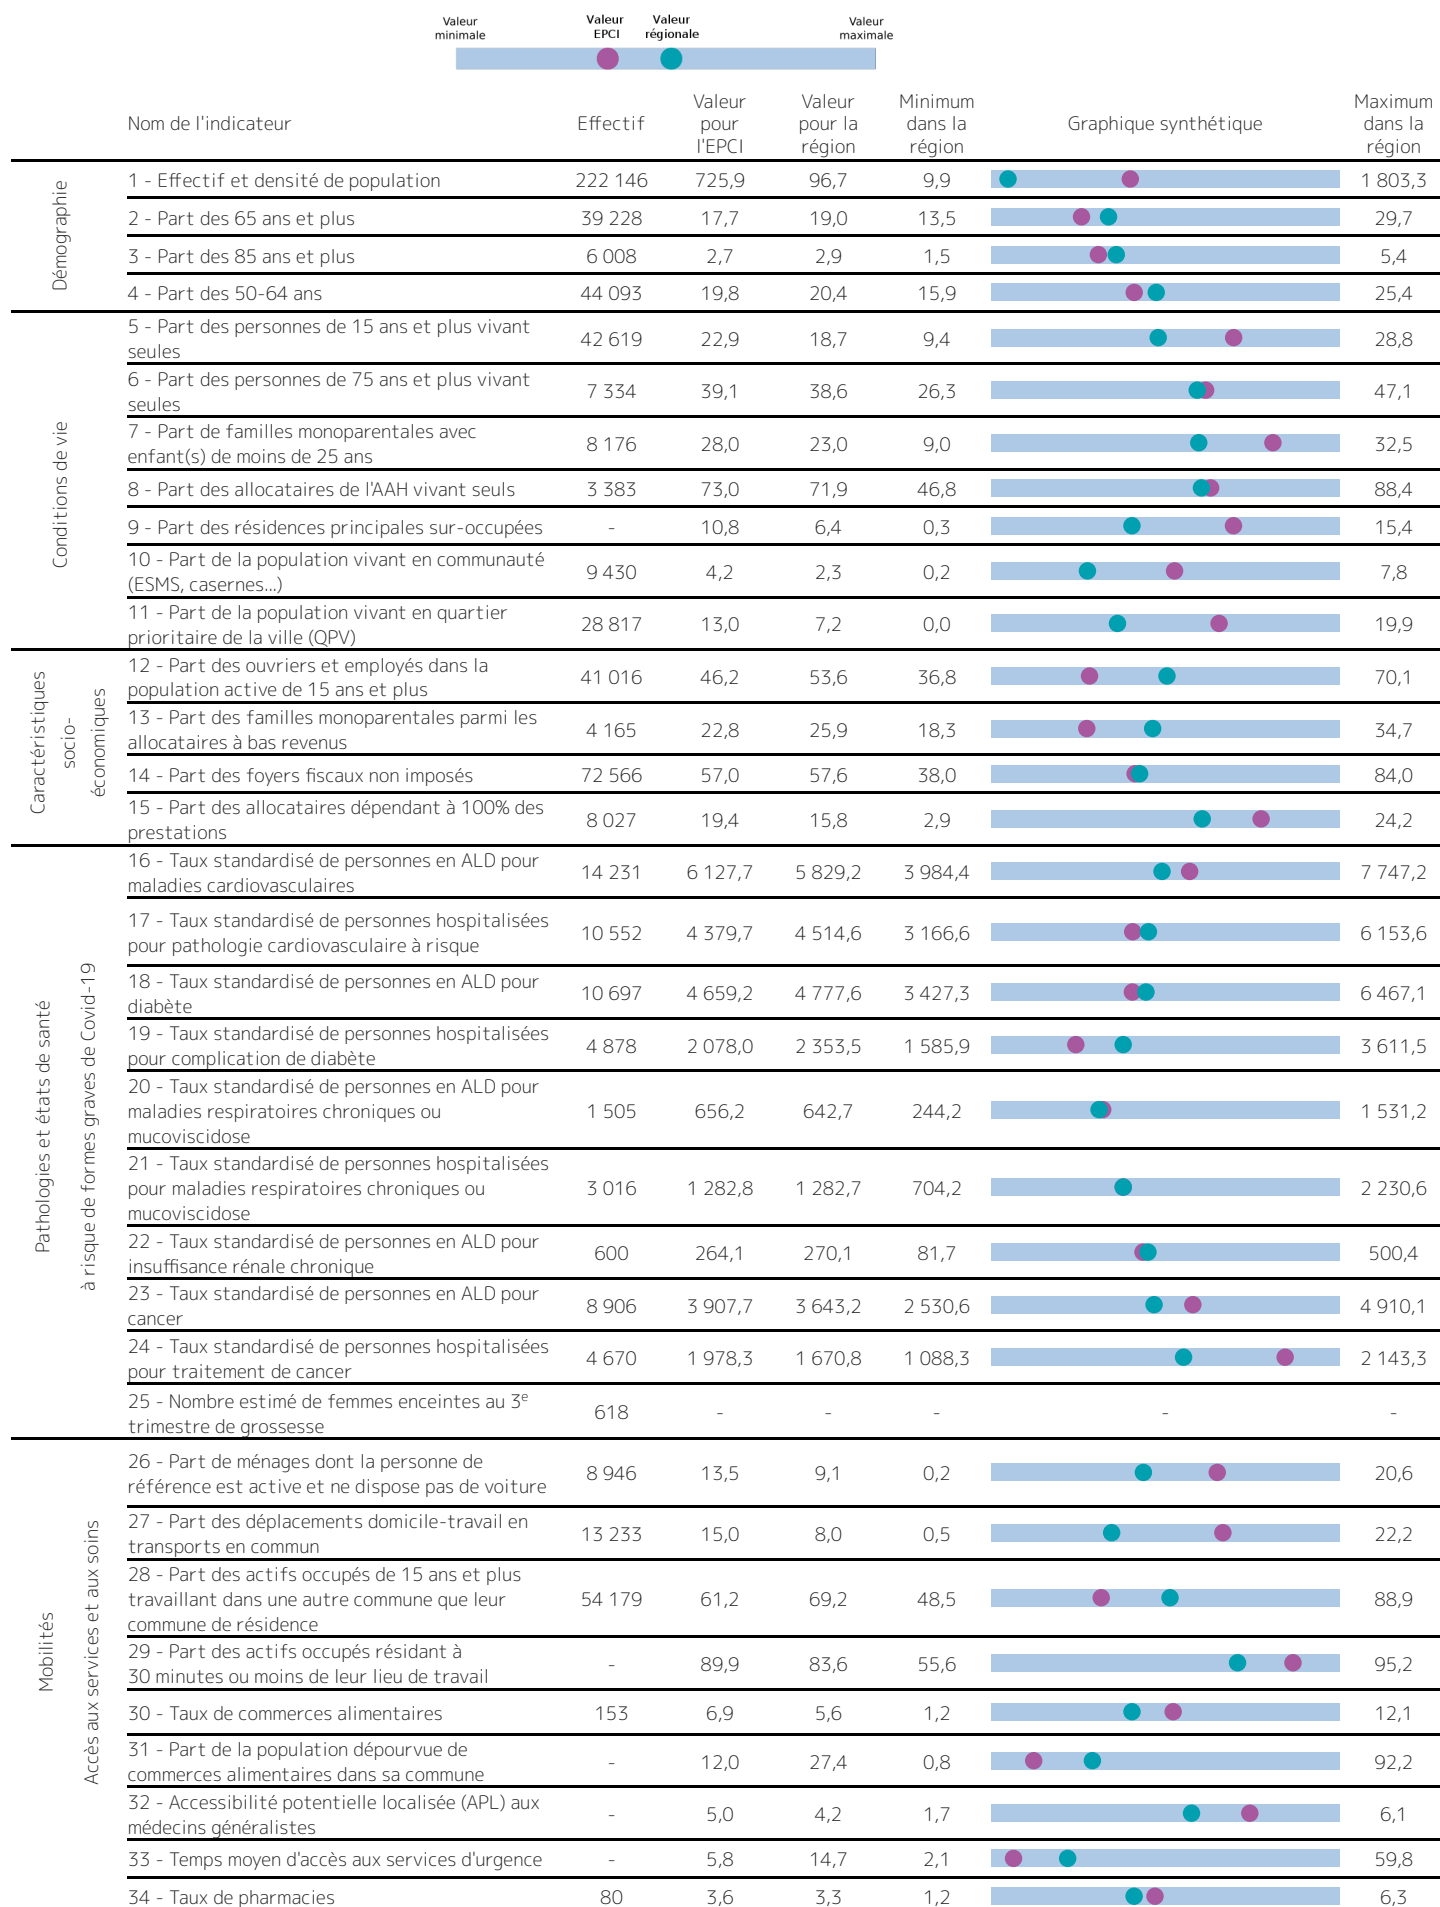 Valeur minimale
Valeur EPCI
Valeur régionale
Valeur maximale
Nom de l'indicateur Effectif Valeur pour l'EPCI Valeur pour la région Minimum dans la région Graphique synthétique Maximum dans la région
Démographie
1 - Effectif et densité de population 222 146 725,9 96,7 9,9 1 803,3
2 - Part des 65 ans et plus 39 228 17,7 19,0 13,5 29,7
3 - Part des 85 ans et plus 6 008 2,7 2,9 1,5 5,4
4 - Part des 50-64 ans 44 093 19,8 20,4 15,9 25,4
Conditions de vie
5 - Part des personnes de 15 ans et plus vivant
seules 42 619 22,9 18,7 9,4 28,8
6 - Part des personnes de 75 ans et plus vivant
seules 7 334 39,1 38,6 26,3 47,1
7 - Part de familles monoparentales avec
enfant(s) de moins de 25 ans 8 176 28,0 23,0 9,0 32,5
8 - Part des allocataires de l'AAH vivant seuls 3 383 73,0 71,9 46,8 88,4
9 - Part des résidences principales sur-occupées - 10,8 6,4 0,3 15,4
10 - Part de la population vivant en communauté
(ESMS, casernes...) 9 430 4,2 2,3 0,2 7,8
11 - Part de la population vivant en quartier
prioritaire de la ville (QPV) 28 817 13,0 7,2 0,0 19,9
Caractéristiques
socio-
économiques
12 - Part des ouvriers et employés dans la
population active de 15 ans et plus 41 016 46,2 53,6 36,8 70,1
13 - Part des familles monoparentales parmi les
allocataires à bas revenus 4 165 22,8 25,9 18,3 34,7
14 - Part des foyers fiscaux non imposés 72 566 57,0 57,6 38,0 84,0
15 - Part des allocataires dépendant à 100% des
prestations 8 027 19,4 15,8 2,9 24,2
Pathologies et états de santé
à risque de formes graves de Covid-19
16 - Taux standardisé de personnes en ALD pour
maladies cardiovasculaires 14 231 6 127,7 5 829,2 3 984,4 7 747,2
17 - Taux standardisé de personnes hospitalisées
pour pathologie cardiovasculaire à risque 10 552 4 379,7 4 514,6 3 166,6 6 153,6
18 - Taux standardisé de personnes en ALD pour
diabète 10 697 4 659,2 4 777,6 3 427,3 6 467,1
19 - Taux standardisé de personnes hospitalisées
pour complication de diabète 4 878 2 078,0 2 353,5 1 585,9 3 611,5
20 - Taux standardisé de personnes en ALD pour
maladies respiratoires chroniques ou 1 505 656,2 642,7 244,2 1 531,2
mucoviscidose
21 - Taux standardisé de personnes hospitalisées
pour maladies respiratoires chroniques ou 3 016 1 282,8 1 282,7 704,2 2 230,6
mucoviscidose
22 - Taux standardisé de personnes en ALD pour
insuffisance rénale chronique 600 264,1 270,1 81,7 500,4
23 - Taux standardisé de personnes en ALD pour
cancer 8 906 3 907,7 3 643,2 2 530,6 4 910,1
24 - Taux standardisé de personnes hospitalisées
pour traitement de cancer 4 670 1 978,3 1 670,8 1 088,3 2 143,3
25 - Nombre estimé de femmes enceintes au 3e
trimestre de grossesse 618 - - - - -
Mobilités
Accès aux services et aux soins
26 - Part de ménages dont la personne de
référence est active et ne dispose pas de voiture 8 946 13,5 9,1 0,2 20,6
27 - Part des déplacements domicile-travail en
transports en commun 13 233 15,0 8,0 0,5 22,2
28 - Part des actifs occupés de 15 ans et plus
travaillant dans une autre commune que leur 54 179 61,2 69,2 48,5 88,9
commune de résidence
29 - Part des actifs occupés résidant à
30 minutes ou moins de leur lieu de travail - 89,9 83,6 55,6 95,2
30 - Taux de commerces alimentaires 153 6,9 5,6 1,2 12,1
31 - Part de la population dépourvue de
commerces alimentaires dans sa commune - 12,0 27,4 0,8 92,2
32 - Accessibilité potentielle localisée (APL) aux
médecins généralistes - 5,0 4,2 1,7 6,1
33 - Temps moyen d'accès aux services d'urgence - 5,8 14,7 2,1 59,8
34 - Taux de pharmacies 80 3,6 3,3 1,2 6,3